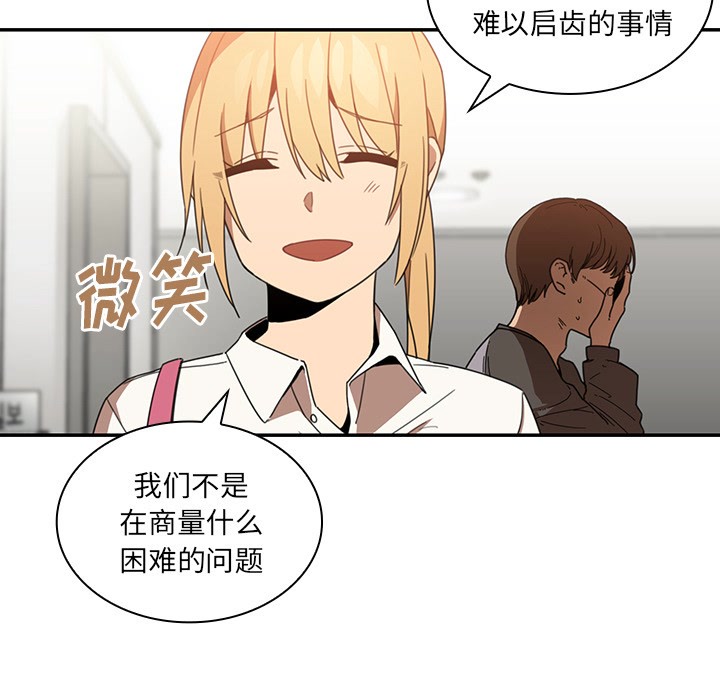 难以启齿的事情
微笑
我们不是
在商量什么
困难的问题